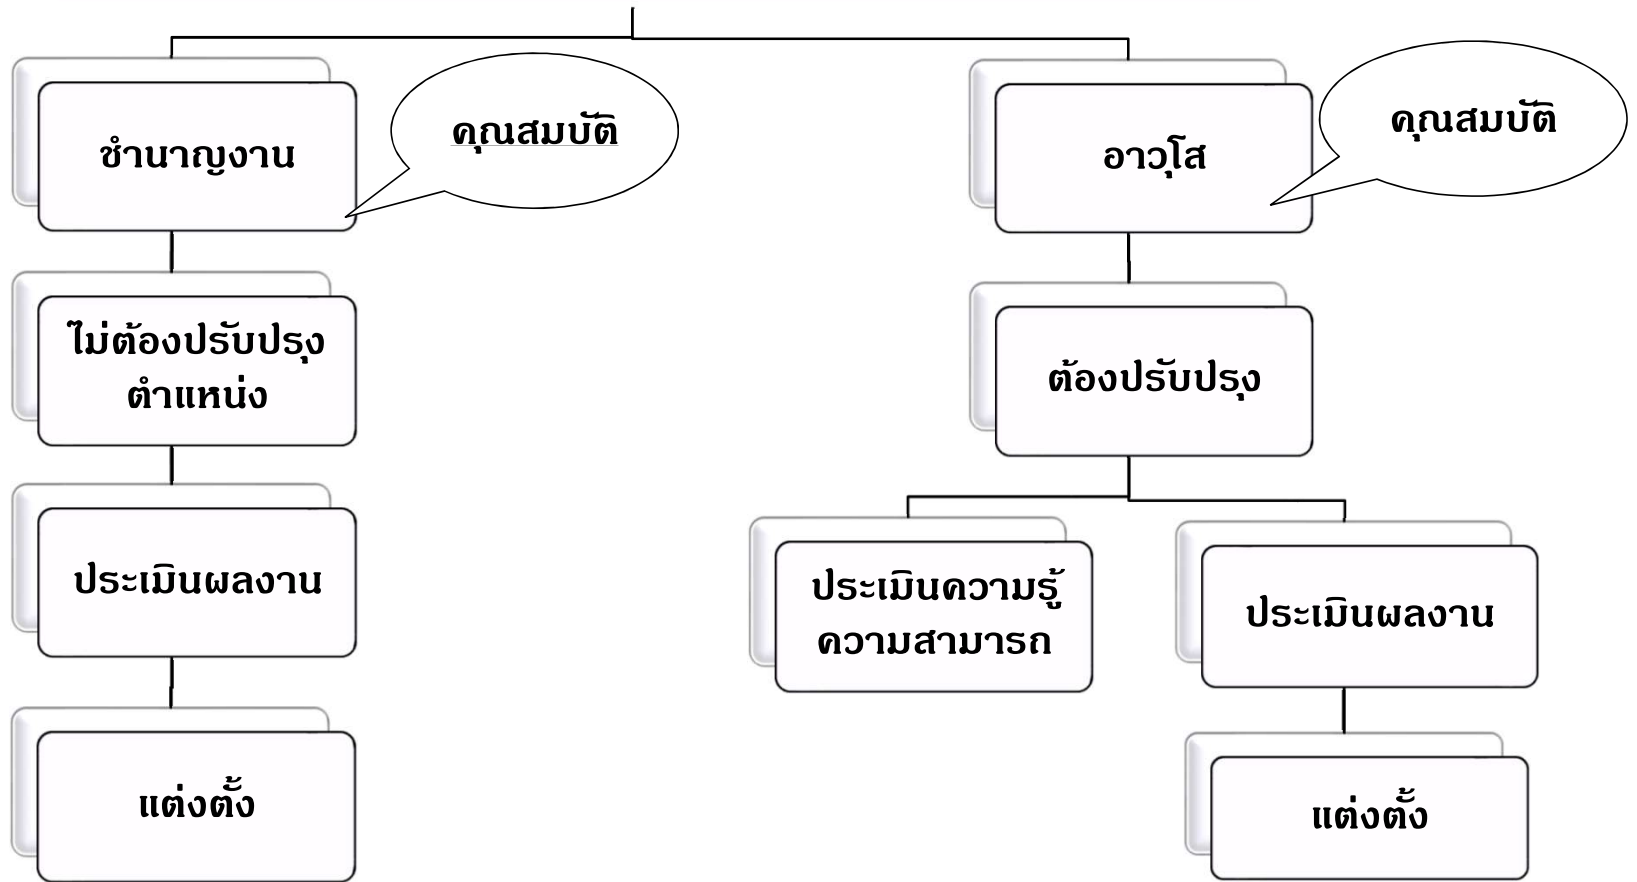 ชำนาญงาน
คุณสมบัติ
อาวุโส
คุณสมบัติ
ไม่ต้องปรับปรุง
ตำแหน่ง
ต้องปรับปรุง
ประเมินผลงาน
ประเมินความรู้
ความสามารถ
ประเมินผลงาน
แต่งตั้ง
แต่งตั้ง